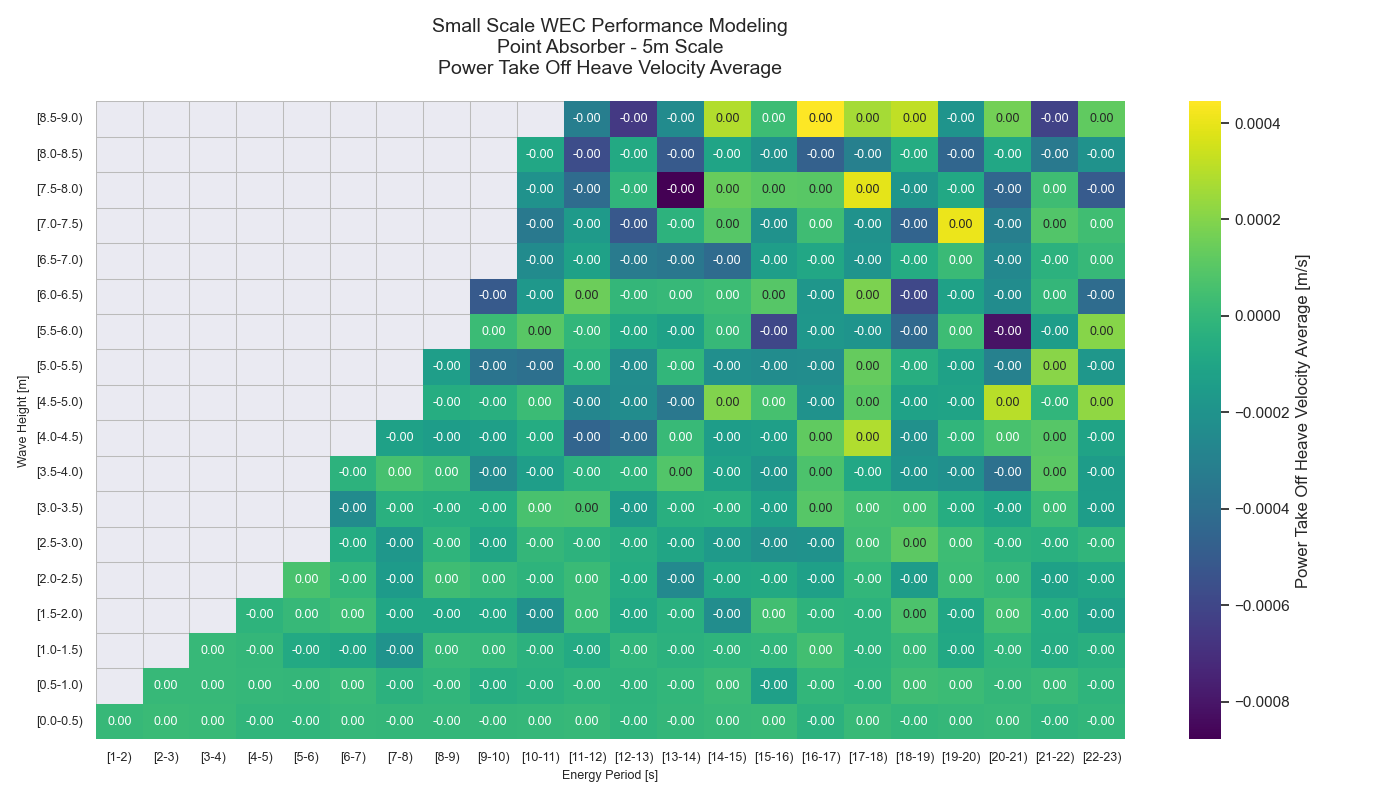 Small Scale WEC Performance Modeling
Point Absorber - 5m Scale
Power Take Off Heave Velocity Average
Wave Height [m]
[8.5-9.0) -0.00 -0.00 -0.00 0.00 0.00 0.00 0.00 0.00 -0.00 0.00 -0.00 0.00
[8.0-8.5) -0.00 -0.00 -0.00 -0.00 -0.00 -0.00 -0.00 -0.00 -0.00 -0.00 -0.00 -0.00 -0.00
[7.5-8.0) -0.00 -0.00 -0.00 -0.00 0.00 0.00 0.00 0.00 -0.00 -0.00 -0.00 0.00 -0.00
[7.0-7.5) -0.00 -0.00 -0.00 -0.00 0.00 -0.00 0.00 -0.00 -0.00 0.00 -0.00 0.00 0.00
[6.5-7.0) -0.00 -0.00 -0.00 -0.00 -0.00 -0.00 -0.00 -0.00 -0.00 0.00 -0.00 -0.00 0.00
[6.0-6.5) -0.00 -0.00 0.00 -0.00 0.00 0.00 0.00 -0.00 0.00 -0.00 -0.00 -0.00 0.00 -0.00
[5.5-6.0) 0.00 0.00 -0.00 -0.00 -0.00 0.00 -0.00 -0.00 -0.00 -0.00 0.00 -0.00 -0.00 0.00
[5.0-5.5) -0.00 -0.00 -0.00 -0.00 -0.00 -0.00 -0.00 -0.00 -0.00 0.00 -0.00 -0.00 -0.00 0.00 -0.00
[4.5-5.0) -0.00 -0.00 0.00 -0.00 -0.00 -0.00 0.00 0.00 -0.00 0.00 -0.00 -0.00 0.00 -0.00 0.00
[4.0-4.5) -0.00 -0.00 -0.00 -0.00 -0.00 -0.00 0.00 -0.00 -0.00 0.00 0.00 -0.00 -0.00 0.00 0.00 -0.00
[3.5-4.0) -0.00 0.00 0.00 -0.00 -0.00 -0.00 -0.00 0.00 -0.00 -0.00 0.00 -0.00 -0.00 -0.00 -0.00 0.00 -0.00
[3.0-3.5) -0.00 -0.00 -0.00 -0.00 0.00 0.00 -0.00 -0.00 -0.00 -0.00 0.00 0.00 0.00 -0.00 -0.00 0.00 -0.00
[2.5-3.0) -0.00 -0.00 -0.00 -0.00 -0.00 -0.00 -0.00 -0.00 -0.00 -0.00 -0.00 0.00 0.00 0.00 -0.00 -0.00 -0.00
[2.0-2.5) 0.00 -0.00 -0.00 0.00 0.00 -0.00 0.00 -0.00 -0.00 -0.00 -0.00 -0.00 -0.00 -0.00 0.00 0.00 -0.00 -0.00
[1.5-2.0) -0.00 0.00 0.00 -0.00 -0.00 -0.00 -0.00 0.00 -0.00 -0.00 -0.00 0.00 -0.00 -0.00 0.00 -0.00 0.00 -0.00 -0.00
[1.0-1.5) 0.00 -0.00 -0.00 -0.00 -0.00 0.00 0.00 -0.00 -0.00 -0.00 -0.00 -0.00 -0.00 0.00 -0.00 0.00 -0.00 -0.00 -0.00 -0.00
[0.5-1.0) 0.00 0.00 0.00 -0.00 0.00 -0.00 -0.00 -0.00 -0.00 -0.00 -0.00 -0.00 -0.00 -0.00 -0.00 -0.00 0.00 0.00 -0.00 0.00 -0.00
[0.0-0.5) 0.00 0.00 0.00 -0.00 -0.00 0.00 -0.00 -0.00 -0.00 0.00 0.00 -0.00 -0.00 0.00 0.00 -0.00 0.00 -0.00 0.00 0.00 -0.00 -0.00
[1-2) [2-3) [3-4) [4-5) [5-6) [6-7) [7-8) [8-9) [9-10) [10-11) [11-12) [12-13) [13-14) [14-15) [15-16) [16-17) [17-18) [18-19) [19-20) [20-21) [21-22) [22-23)
Energy Period [s]
0.0004
0.0002
0.0000
−0.0002
−0.0004
−0.0006
−0.0008
Power Take Off Heave Velocity Average [m/s]